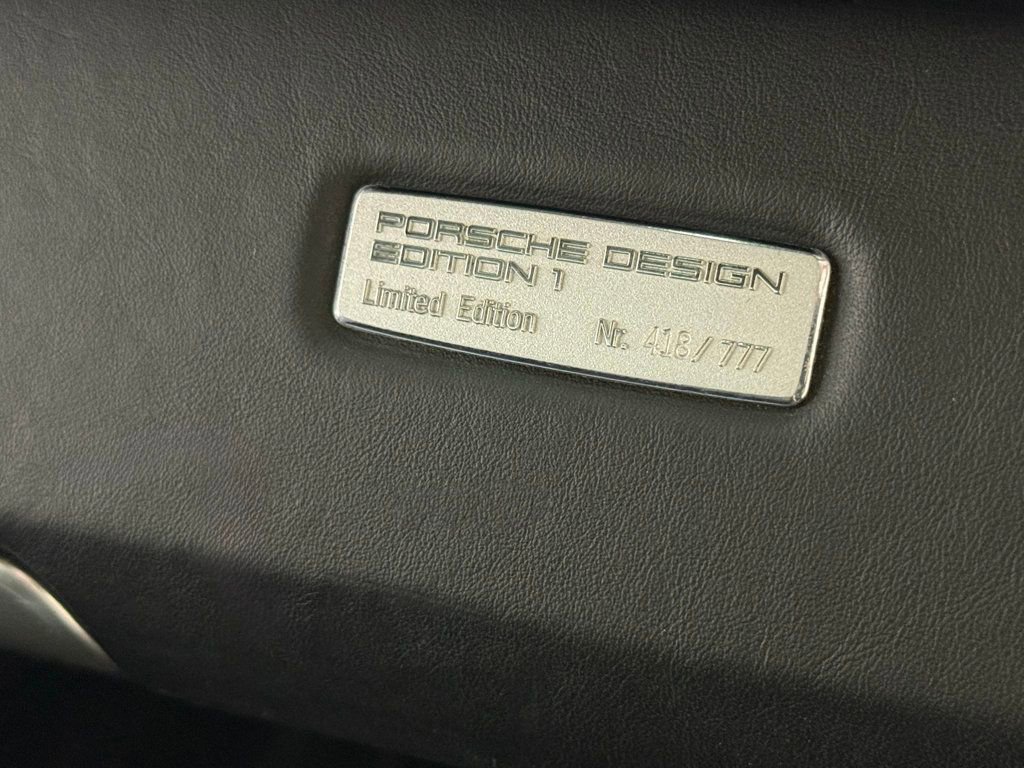 PORSCHE DESIGN
EDITION 1
Limited Edition Nr. 418/777